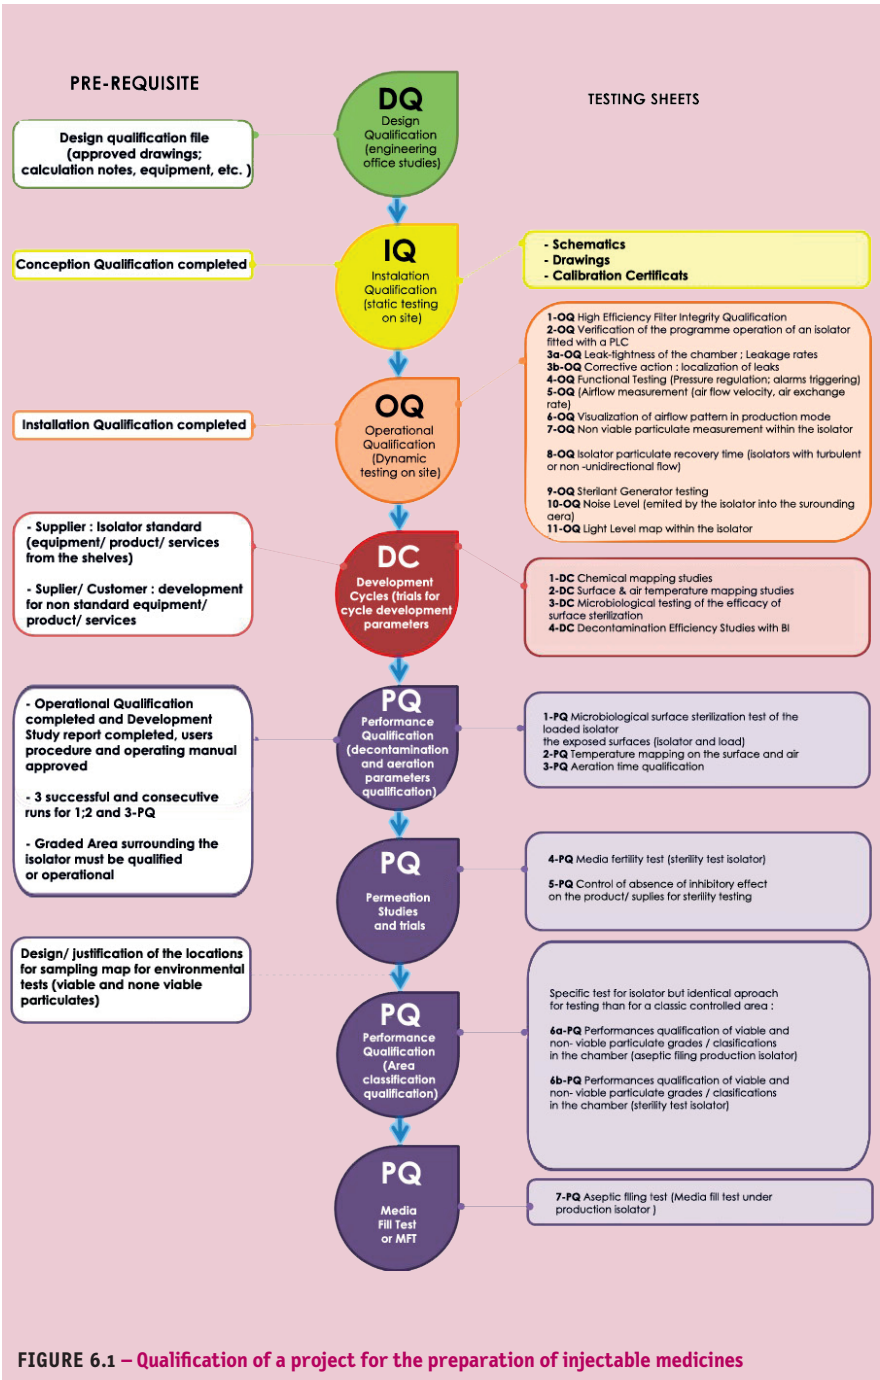 PRE-REQUISITE
TESTING SHEETS
DQ
Design
Qualification
(engineering
office studies)
Design qualification file
(approved drawings;
calculation notes, equipment, etc. )
IQ
Instalation
Qualification
(static testing
on site)
Conception Qualification completed
- Schematics
- Drawings
- Calibration Certificats
OQ
Operational
Qualification
(Dynamic
testing on site)
Installation Qualification completed
1-OQ High Efficiency Filter Integrity Qualification
2-OQ Verification of the programme operation of an isolator
fitted with a PLC
3a-OQ Leak-tightness of the chamber ; Leakage rates
3b-OQ Corrective action : localization of leaks
4-OQ Functional Testing (Pressure regulation; alarms triggering)
5-OQ (Airflow measurement (air flow velocity, air exchange
rate)
6-OQ Visualization of airflow pattern in production mode
7-OQ Non viable particulate measurement within the isolator
8-OQ Isolator particulate recovery time (isolators with turbulent
or non -unidirectional flow)
9-OQ Sterilant Generator testing
10-OQ Noise Level (emited by the isolator into the surounding
aera)
11-OQ Light Level map within the isolator
DC
Development
Cycles (trials for
cycle development
parameters
- Supplier : Isolator standard
(equipment/ product/ services
from the shelves)
- Suplier/ Customer : development
for non standard equipment/
product/ services
1-DC Chemical mapping studies
2-DC Surface & air temperature mapping studies
3-DC Microbiological testing of the efficacy of
surface sterilization
4-DC Decontamination Efficiency Studies with BI
PQ
Performance
Qualification
(decontamination
and aeration
parameters
qualification)
- Operational Qualification
completed and Development
Study report completed, users
procedure and operating manual
approved
- 3 successful and consecutive
runs for 1;2 and 3-PQ
- Graded Area surrounding the
isolator must be qualified
or operational
1-PQ Microbiological surface sterilization test of the
loaded isolator
the exposed surfaces (isolator and load)
2-PQ Temperature mapping on the surface and air
3-PQ Aeration time qualification
PQ
Permeation
Studies
and trials
4-PQ Media fertility test (sterility test isolator)
5-PQ Control of absence of inhibitory effect
on the product/ suplies for sterility testing
Design/ justification of the locations
for sampling map for environmental
tests (viable and none viable
particulates)
PQ
Performance
Qualification
(Area
classification
qualification)
Specific test for isolator but identical aproach
for testing than for a classic controlled area :
6a-PQ Performances qualification of viable and
non- viable particulate grades / clasifications
in the chamber (aseptic filing production isolator)
6b-PQ Performances qualification of viable and
non- viable particulate grades / clasifications
in the chamber (sterility test isolator)
PQ
Media
Fill Test
or MFT
7-PQ Aseptic filing test (Media fill test under
production isolator )
FIGURE 6.1 – Qualification of a project for the preparation of injectable medicines